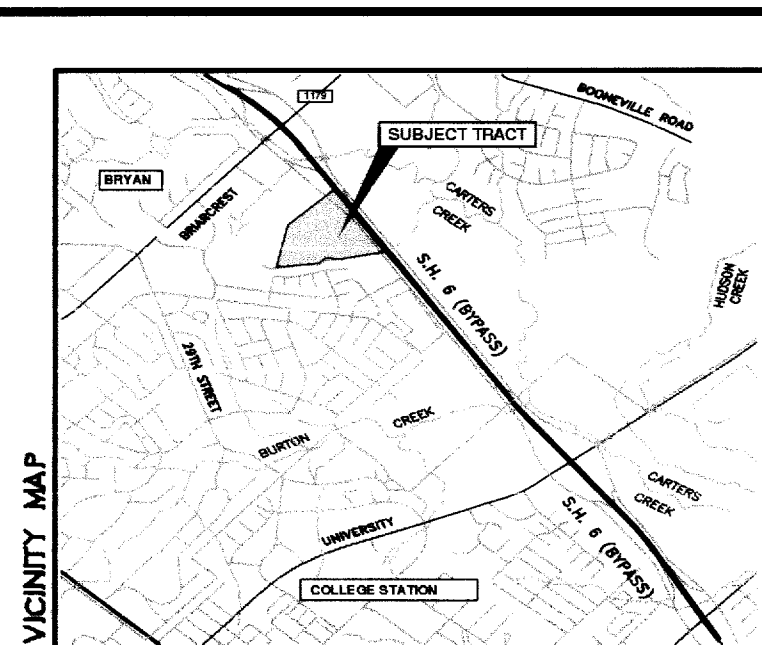 1179
BOONEVILLE ROAD
SUBJECT TRACT
BRYAN
BRIARCREST
CARTERS
CREEK
S.H. 6 (BYPASS)
HUDSON
CREEK
29TH STREET
BURTON
CREEK
CARTERS
CREEK
S.H. 6 (BYPASS)
UNIVERSITY
COLLEGE STATION
VICINITY MAP